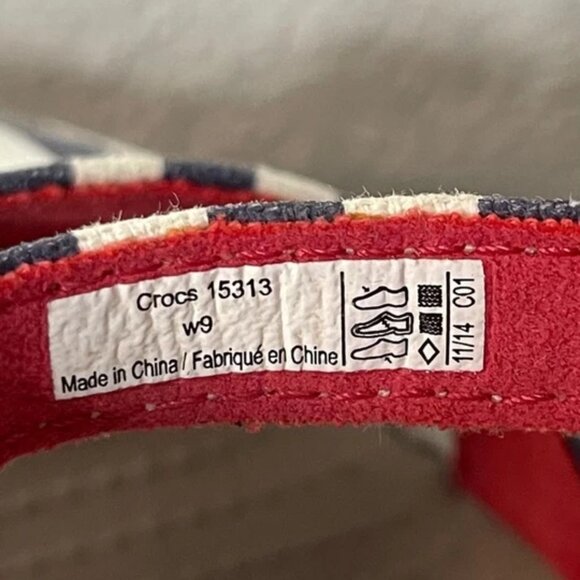 Crocs 15313
w9
Made in China / Fabriqué en Chine
11/14 C01